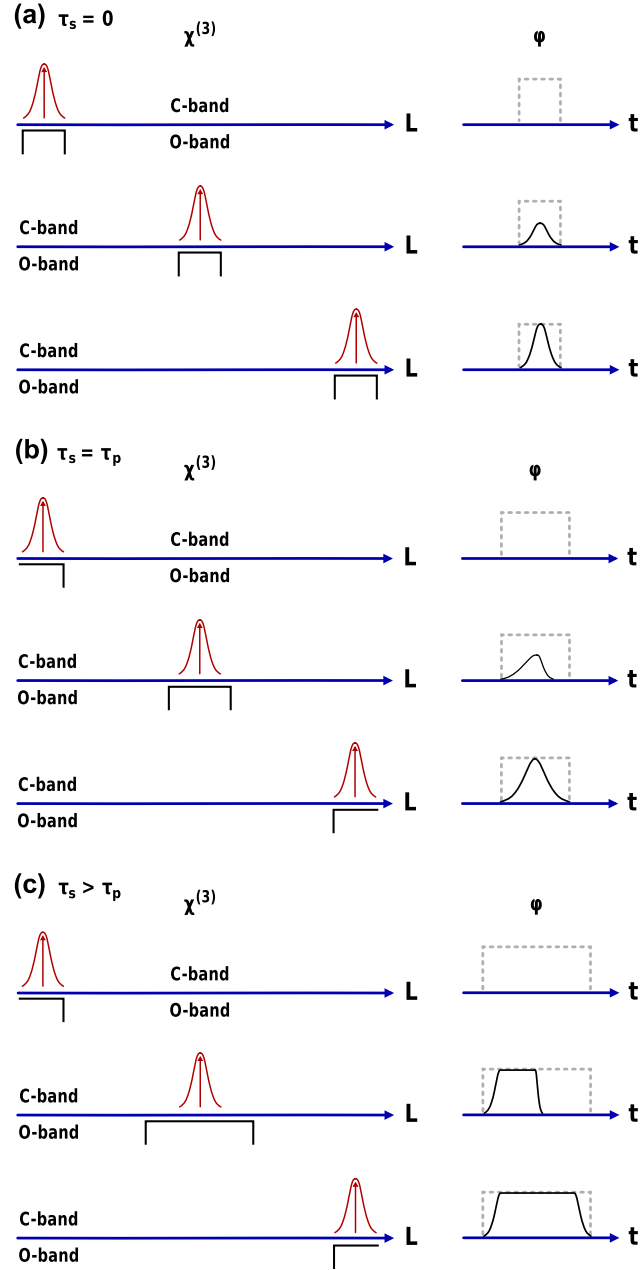 (a) τs = 0
χ(3) φ
C-band
O-band
L t
C-band
O-band
L t
C-band
O-band
L t
(b) τs = τp
χ(3) φ
C-band
O-band
L t
C-band
O-band
L t
C-band
O-band
L t
(c) τs > τp
χ(3) φ
C-band
O-band
L t
C-band
O-band
L t
C-band
O-band
L t